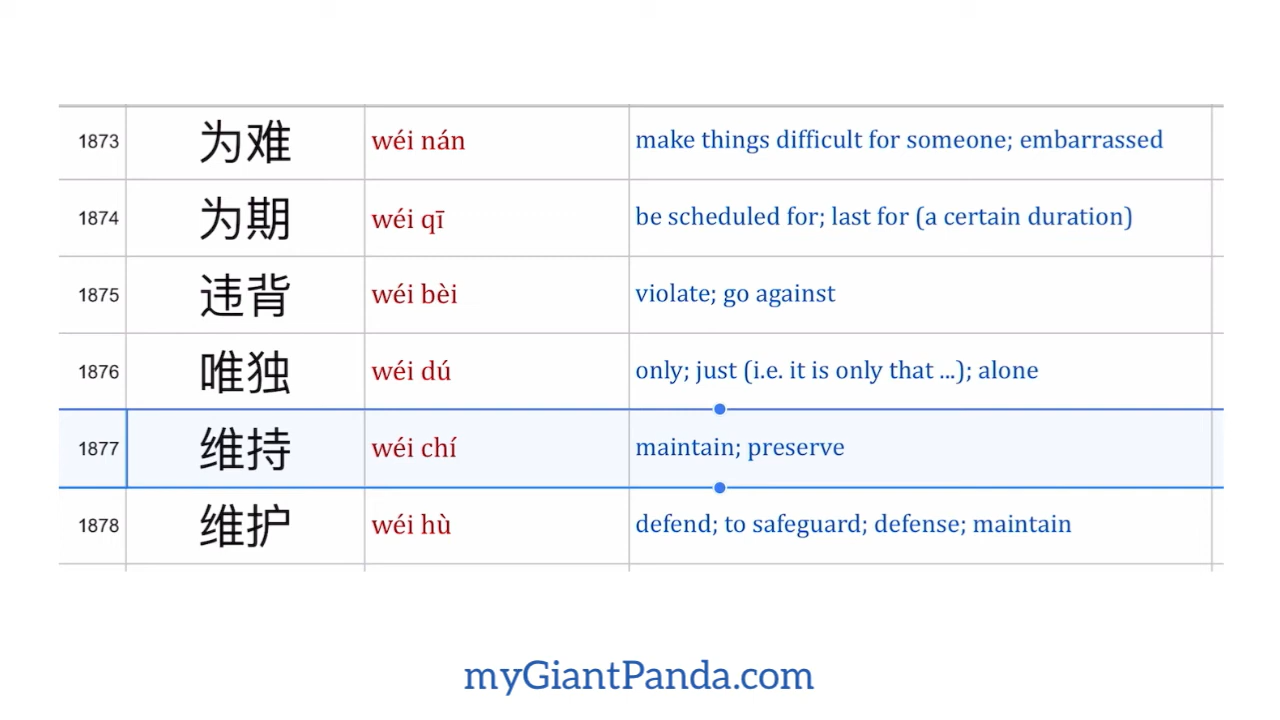 1873 为难 wéi nán make things difficult for someone; embarrassed
1874 为期 wéi qī be scheduled for; last for (a certain duration)
1875 违背 wéi bèi violate; go against
1876 唯独 wéi dú only; just (i.e. it is only that ...); alone
1877 维持 wéi chí maintain; preserve
1878 维护 wéi hù defend; to safeguard; defense; maintain
myGiantPanda.com